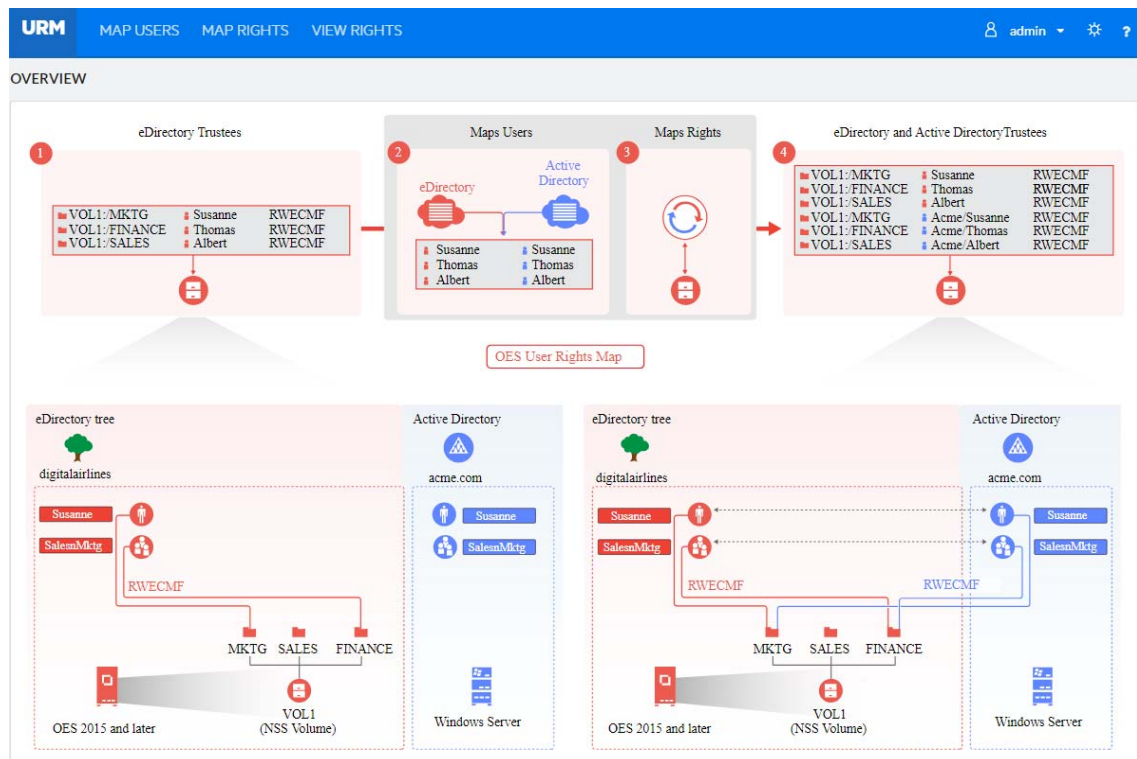 URM MAP USERS MAP RIGHTS VIEW RIGHTS admin ?
OVERVIEW
eDirectory Trustees
1
VOL1:/MKTG Susanne RWECMF
VOL1:/FINANCE Thomas RWECMF
VOL1:/SALES Albert RWECMF
Maps Users
2
eDirectory
Active
Directory
Susanne Susanne
Thomas Thomas
Albert Albert
Maps Rights
3
eDirectory and Active DirectoryTrustees
4
VOL1:/MKTG Susanne RWECMF
VOL1:/FINANCE Thomas RWECMF
VOL1:/SALES Albert RWECMF
VOL1:/MKTG Acme/Susanne RWECMF
VOL1:/FINANCE Acme/Thomas RWECMF
VOL1:/SALES Acme/Albert RWECMF
OES User Rights Map
eDirectory tree
digitalairlines
Susanne
SalesnMktg
RWECMF
MKTG SALES FINANCE
VOL1
(NSS Volume)
OES 2015 and later
Active Directory
acme.com
Susanne
SalesnMktg
Windows Server
eDirectory tree
digitalairlines
Susanne
SalesnMktg
RWECMF
RWECMF
MKTG SALES FINANCE
VOL1
(NSS Volume)
OES 2015 and later
Active Directory
acme.com
Susanne
SalesnMktg
Windows Server